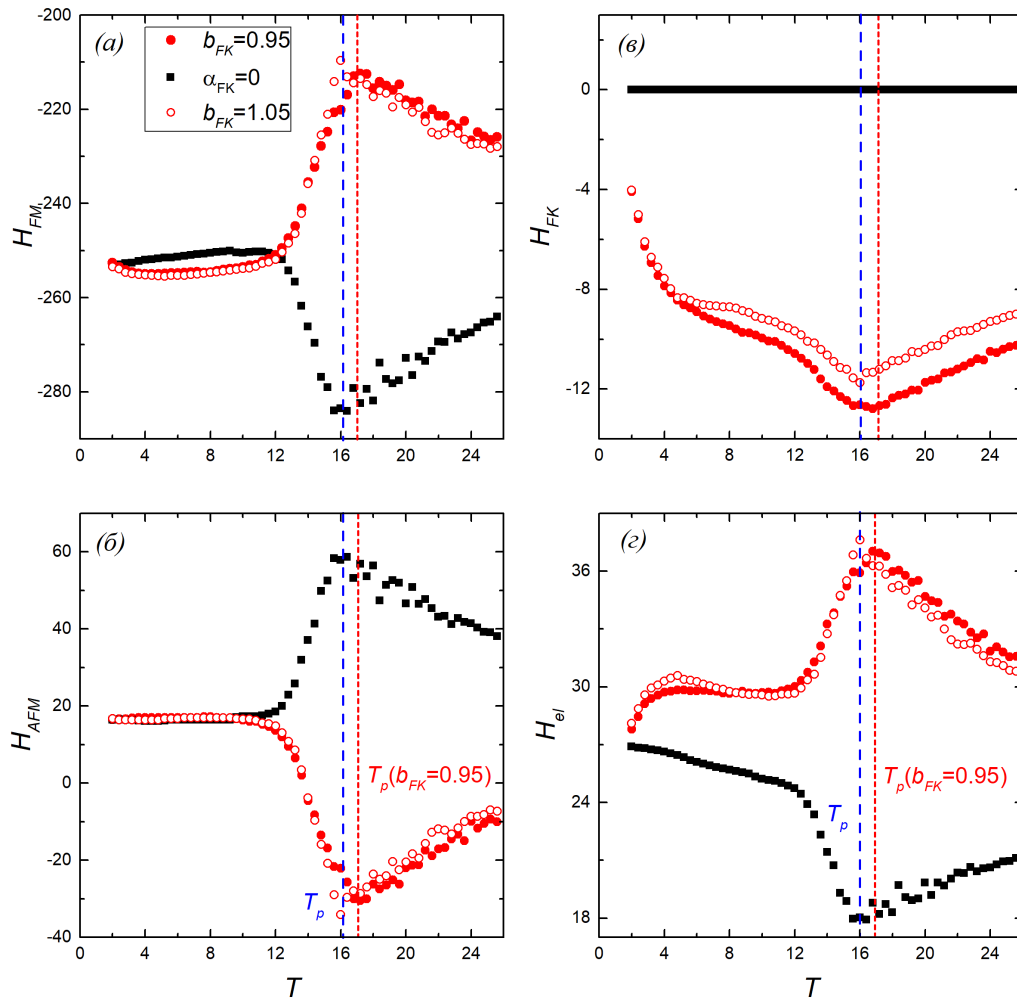 (а)
b_FK=0.95
α_FK=0
b_FK=1.05
-200
-220
-240
-260
-280
H_FM
0 4 8 12 16 20 24
(в)
0
-4
-8
-12
H_FK
0 4 8 12 16 20 24
(б)
60
40
20
0
-20
-40
H_AFM
T_p(b_FK=0.95)
T_p
0 4 8 12 16 20 24
T
(г)
36
30
24
18
H_el
T_p(b_FK=0.95)
T_p
0 4 8 12 16 20 24
T